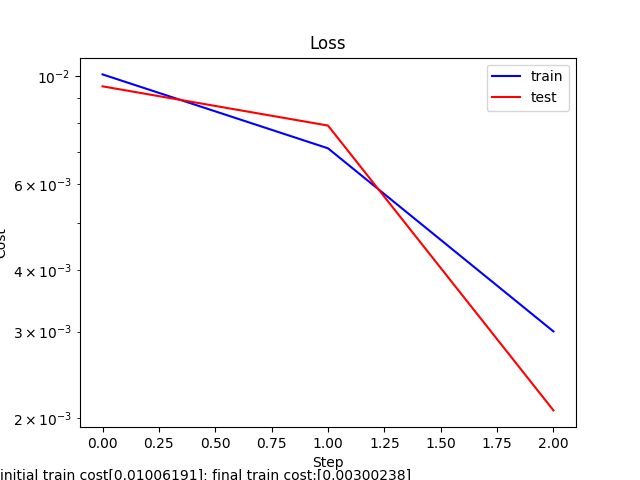 Loss
train
test
10⁻²
6 × 10⁻³
4 × 10⁻³
3 × 10⁻³
2 × 10⁻³
Cost
0.00 0.25 0.50 0.75 1.00 1.25 1.50 1.75 2.00
Step
initial train cost[0.01006191]; final train cost:[0.00300238]